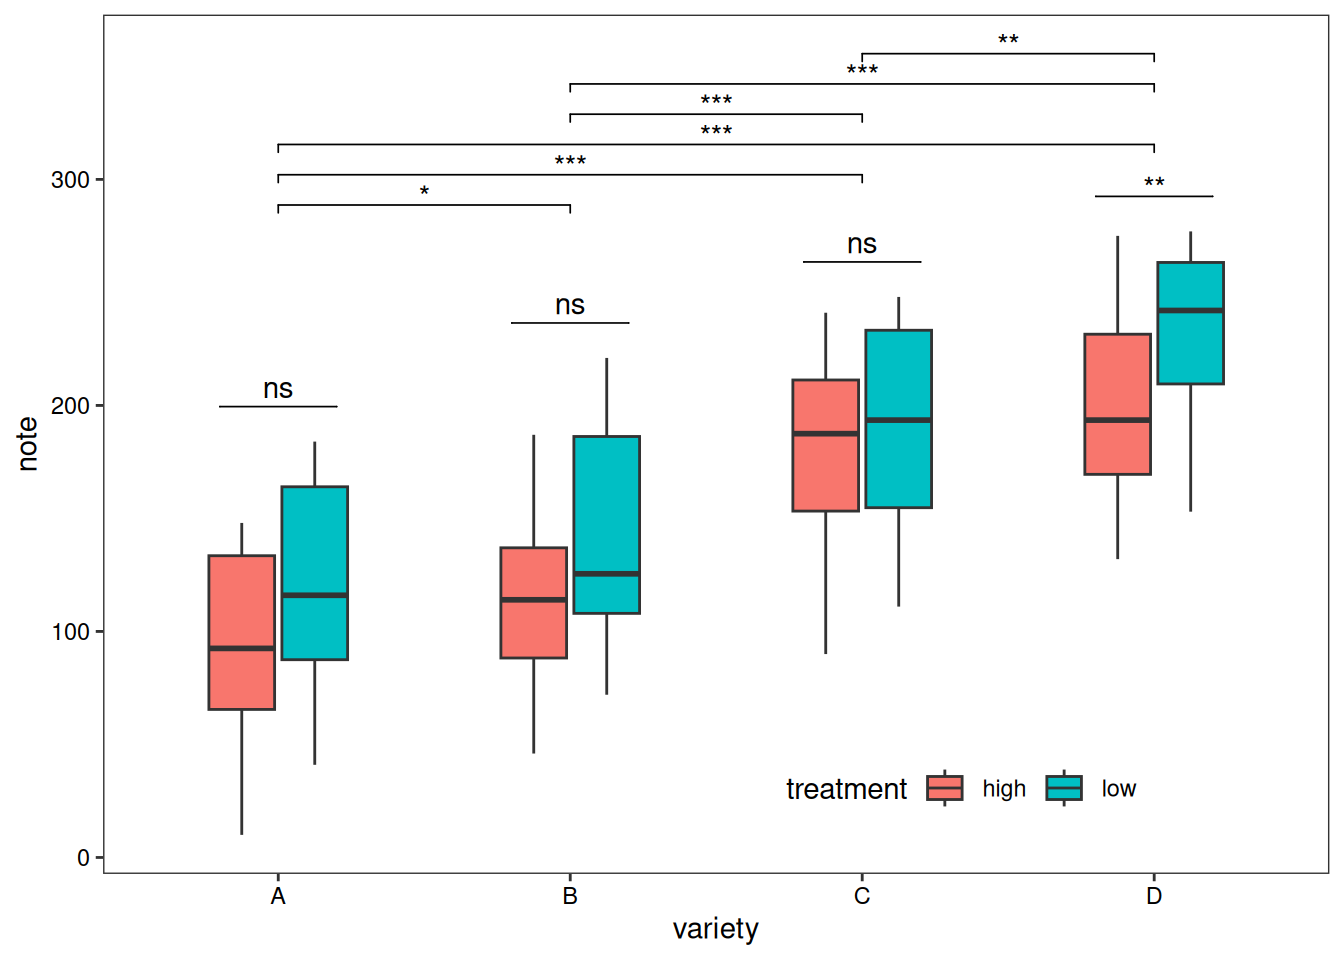 **
***
***
***
***
*
**
ns
ns
ns
300
200
100
0
note
treatment high low
A B C D
variety